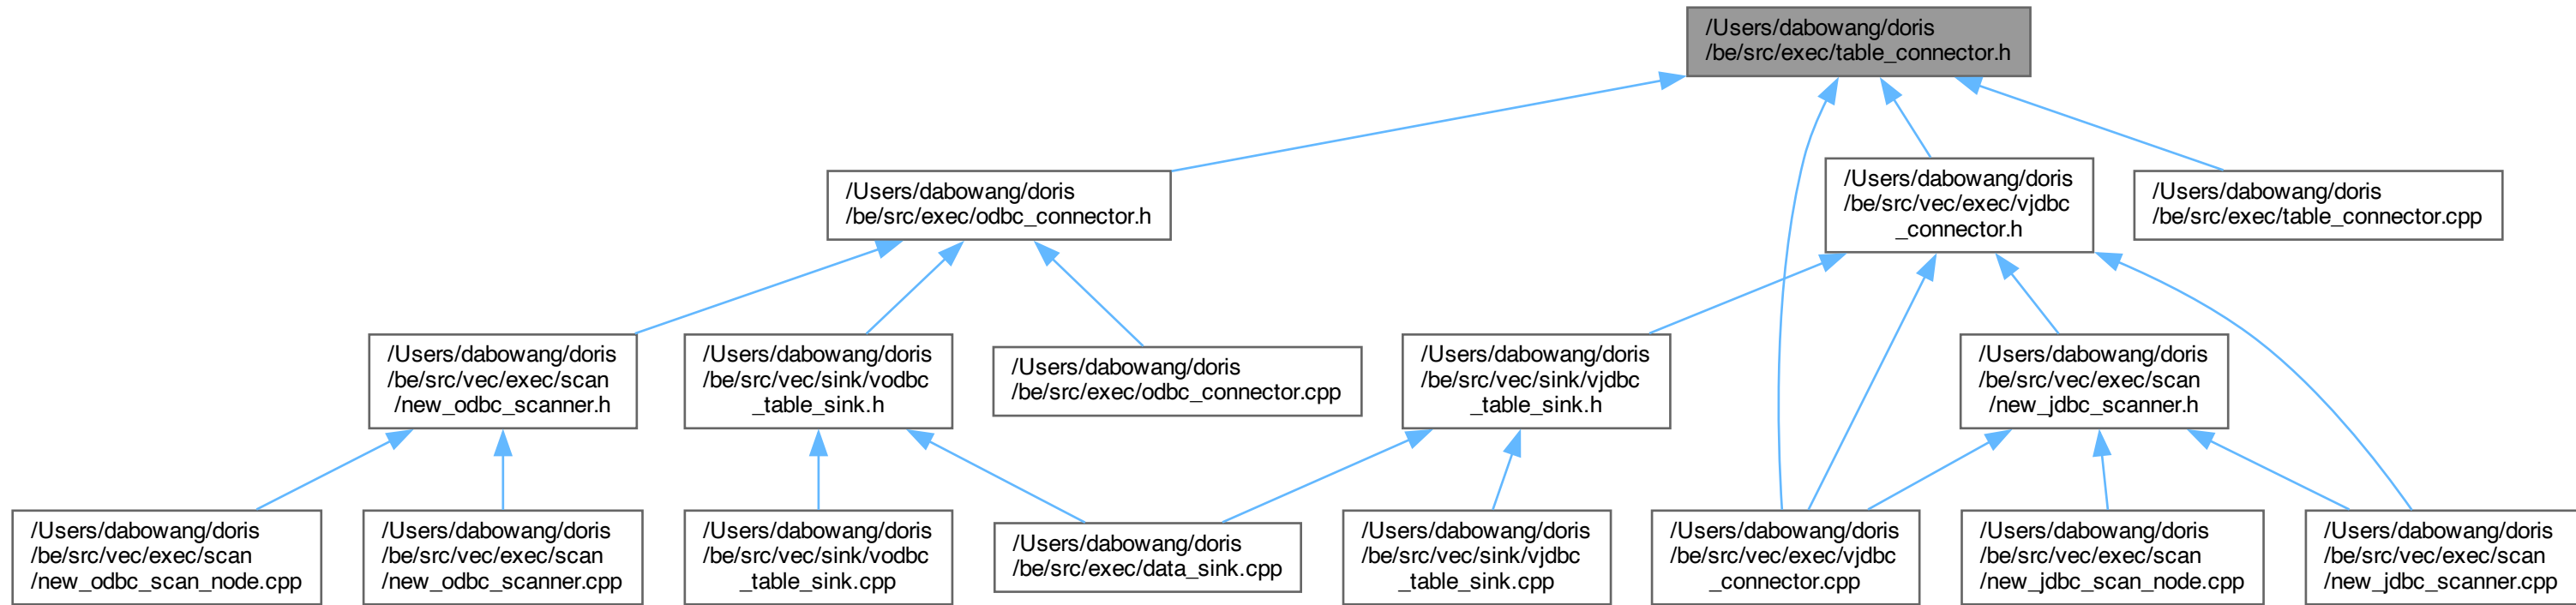 /Users/dabowang/doris
/be/src/exec/table_connector.h
/Users/dabowang/doris
/be/src/exec/odbc_connector.h
/Users/dabowang/doris
/be/src/vec/exec/vjdbc
_connector.h
/Users/dabowang/doris
/be/src/exec/table_connector.cpp
/Users/dabowang/doris
/be/src/vec/exec/scan
/new_odbc_scanner.h
/Users/dabowang/doris
/be/src/vec/sink/vodbc
_table_sink.h
/Users/dabowang/doris
/be/src/exec/odbc_connector.cpp
/Users/dabowang/doris
/be/src/vec/sink/vjdbc
_table_sink.h
/Users/dabowang/doris
/be/src/vec/exec/scan
/new_jdbc_scanner.h
/Users/dabowang/doris
/be/src/vec/exec/scan
/new_odbc_scan_node.cpp
/Users/dabowang/doris
/be/src/vec/exec/scan
/new_odbc_scanner.cpp
/Users/dabowang/doris
/be/src/vec/sink/vodbc
_table_sink.cpp
/Users/dabowang/doris
/be/src/exec/data_sink.cpp
/Users/dabowang/doris
/be/src/vec/sink/vjdbc
_table_sink.cpp
/Users/dabowang/doris
/be/src/vec/exec/vjdbc
_connector.cpp
/Users/dabowang/doris
/be/src/vec/exec/scan
/new_jdbc_scan_node.cpp
/Users/dabowang/doris
/be/src/vec/exec/scan
/new_jdbc_scanner.cpp